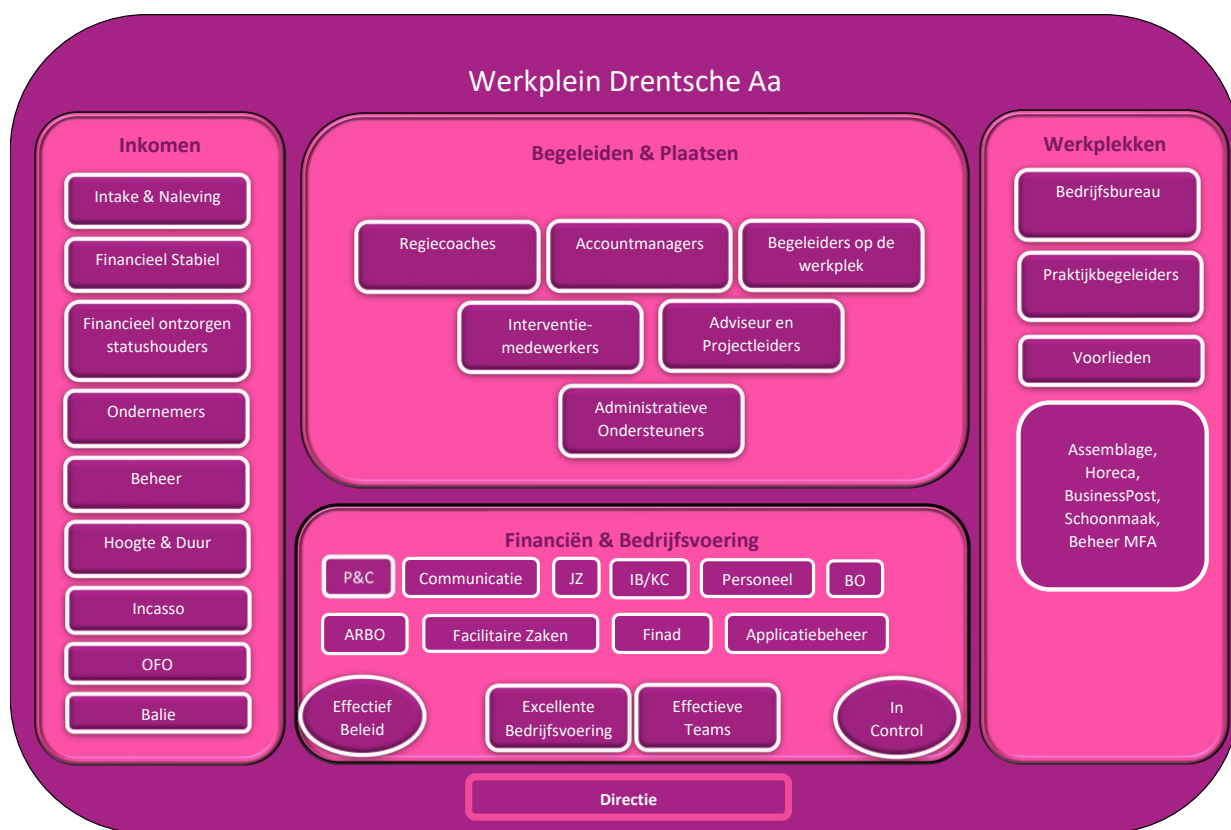 Werkplein Drentsche Aa
Inkomen
Intake & Naleving
Financieel Stabiel
Financieel ontzorgen
statushouders
Ondernemers
Beheer
Hoogte & Duur
Incasso
OFO
Balie
Begeleiden & Plaatsen
Regiecoaches
Accountmanagers
Begeleiders op de
werkplek
Interventie-
medewerkers
Adviseur en
Projectleiders
Administratieve
Ondersteuners
Financiën & Bedrijfsvoering
P&C
Communicatie
JZ
IB/KC
Personeel
BO
ARBO
Facilitaire Zaken
Finad
Applicatiebeheer
Effectief
Beleid
Excellente
Bedrijfsvoering
Effectieve
Teams
In
Control
Werkplekken
Bedrijfsbureau
Praktijkbegeleiders
Voorlieden
Assemblage,
Horeca,
BusinessPost,
Schoonmaak,
Beheer MFA
Directie